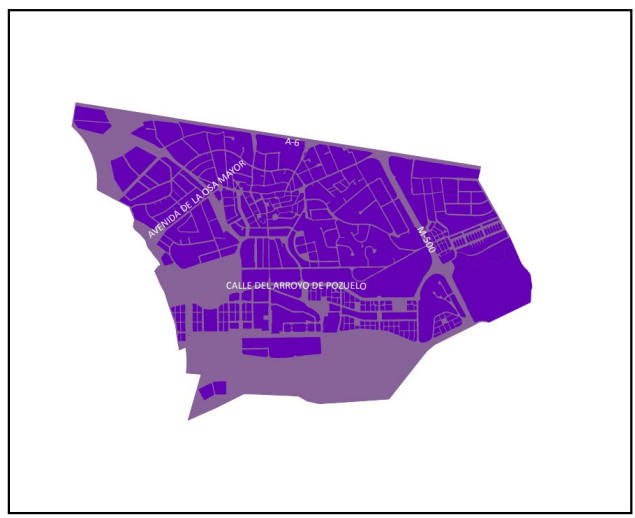 A-6
AVENIDA DE LA OSA MAYOR
M-500
CALLE DEL ARROYO DE POZUELO